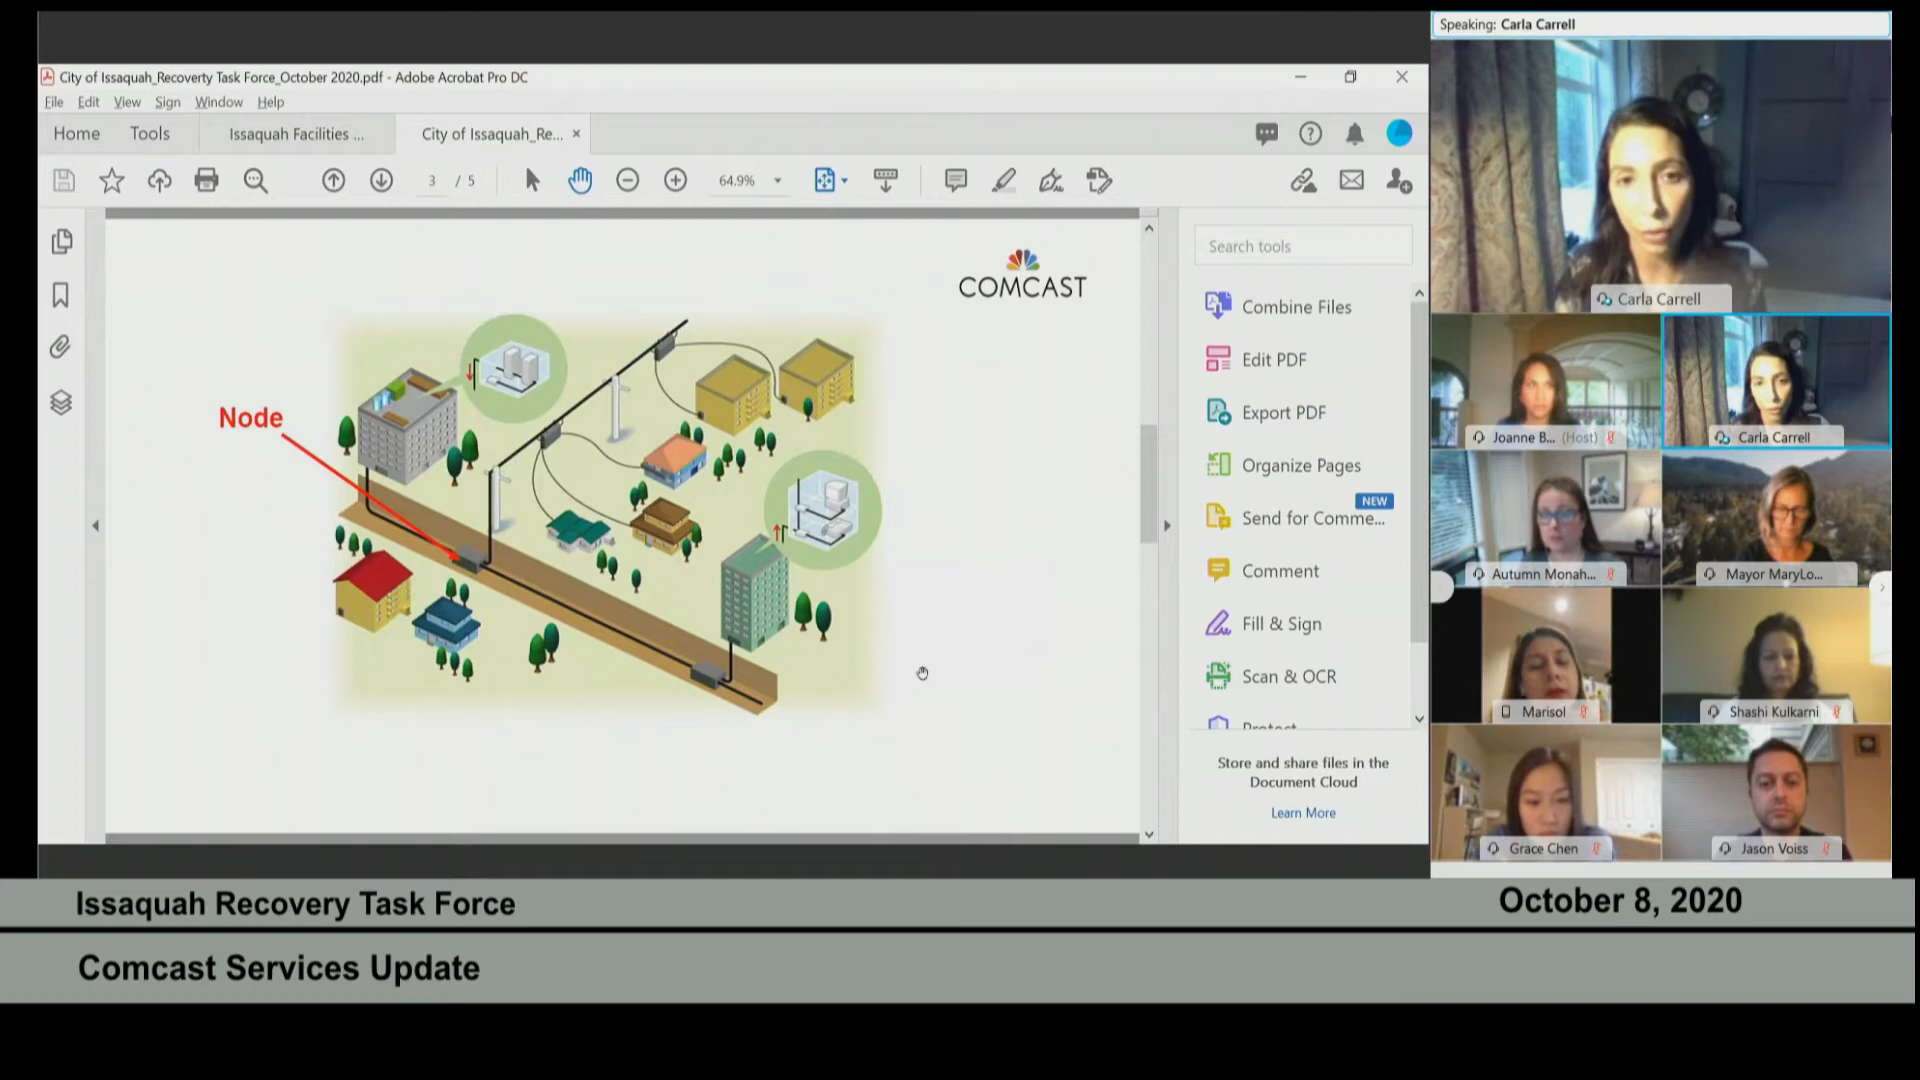 Speaking: Carla Carrell
City of Issaquah_Recoverty Task Force_October 2020.pdf - Adobe Acrobat Pro DC
File Edit View Sign Window Help
Home Tools Issaquah Facilities ... City of Issaquah_Re... ×
3 / 5 64.9%
Search tools
COMCAST
Node
Combine Files
Edit PDF
Export PDF
Organize Pages
NEW
Send for Comme...
Comment
Fill & Sign
Scan & OCR
Protect
Store and share files in the
Document Cloud
Learn More
Carla Carrell
Joanne B... (Host)
Carla Carrell
Autumn Monah...
Mayor MaryLo...
Marisol
Shashi Kulkarni
Grace Chen
Jason Voiss
Issaquah Recovery Task Force
October 8, 2020
Comcast Services Update